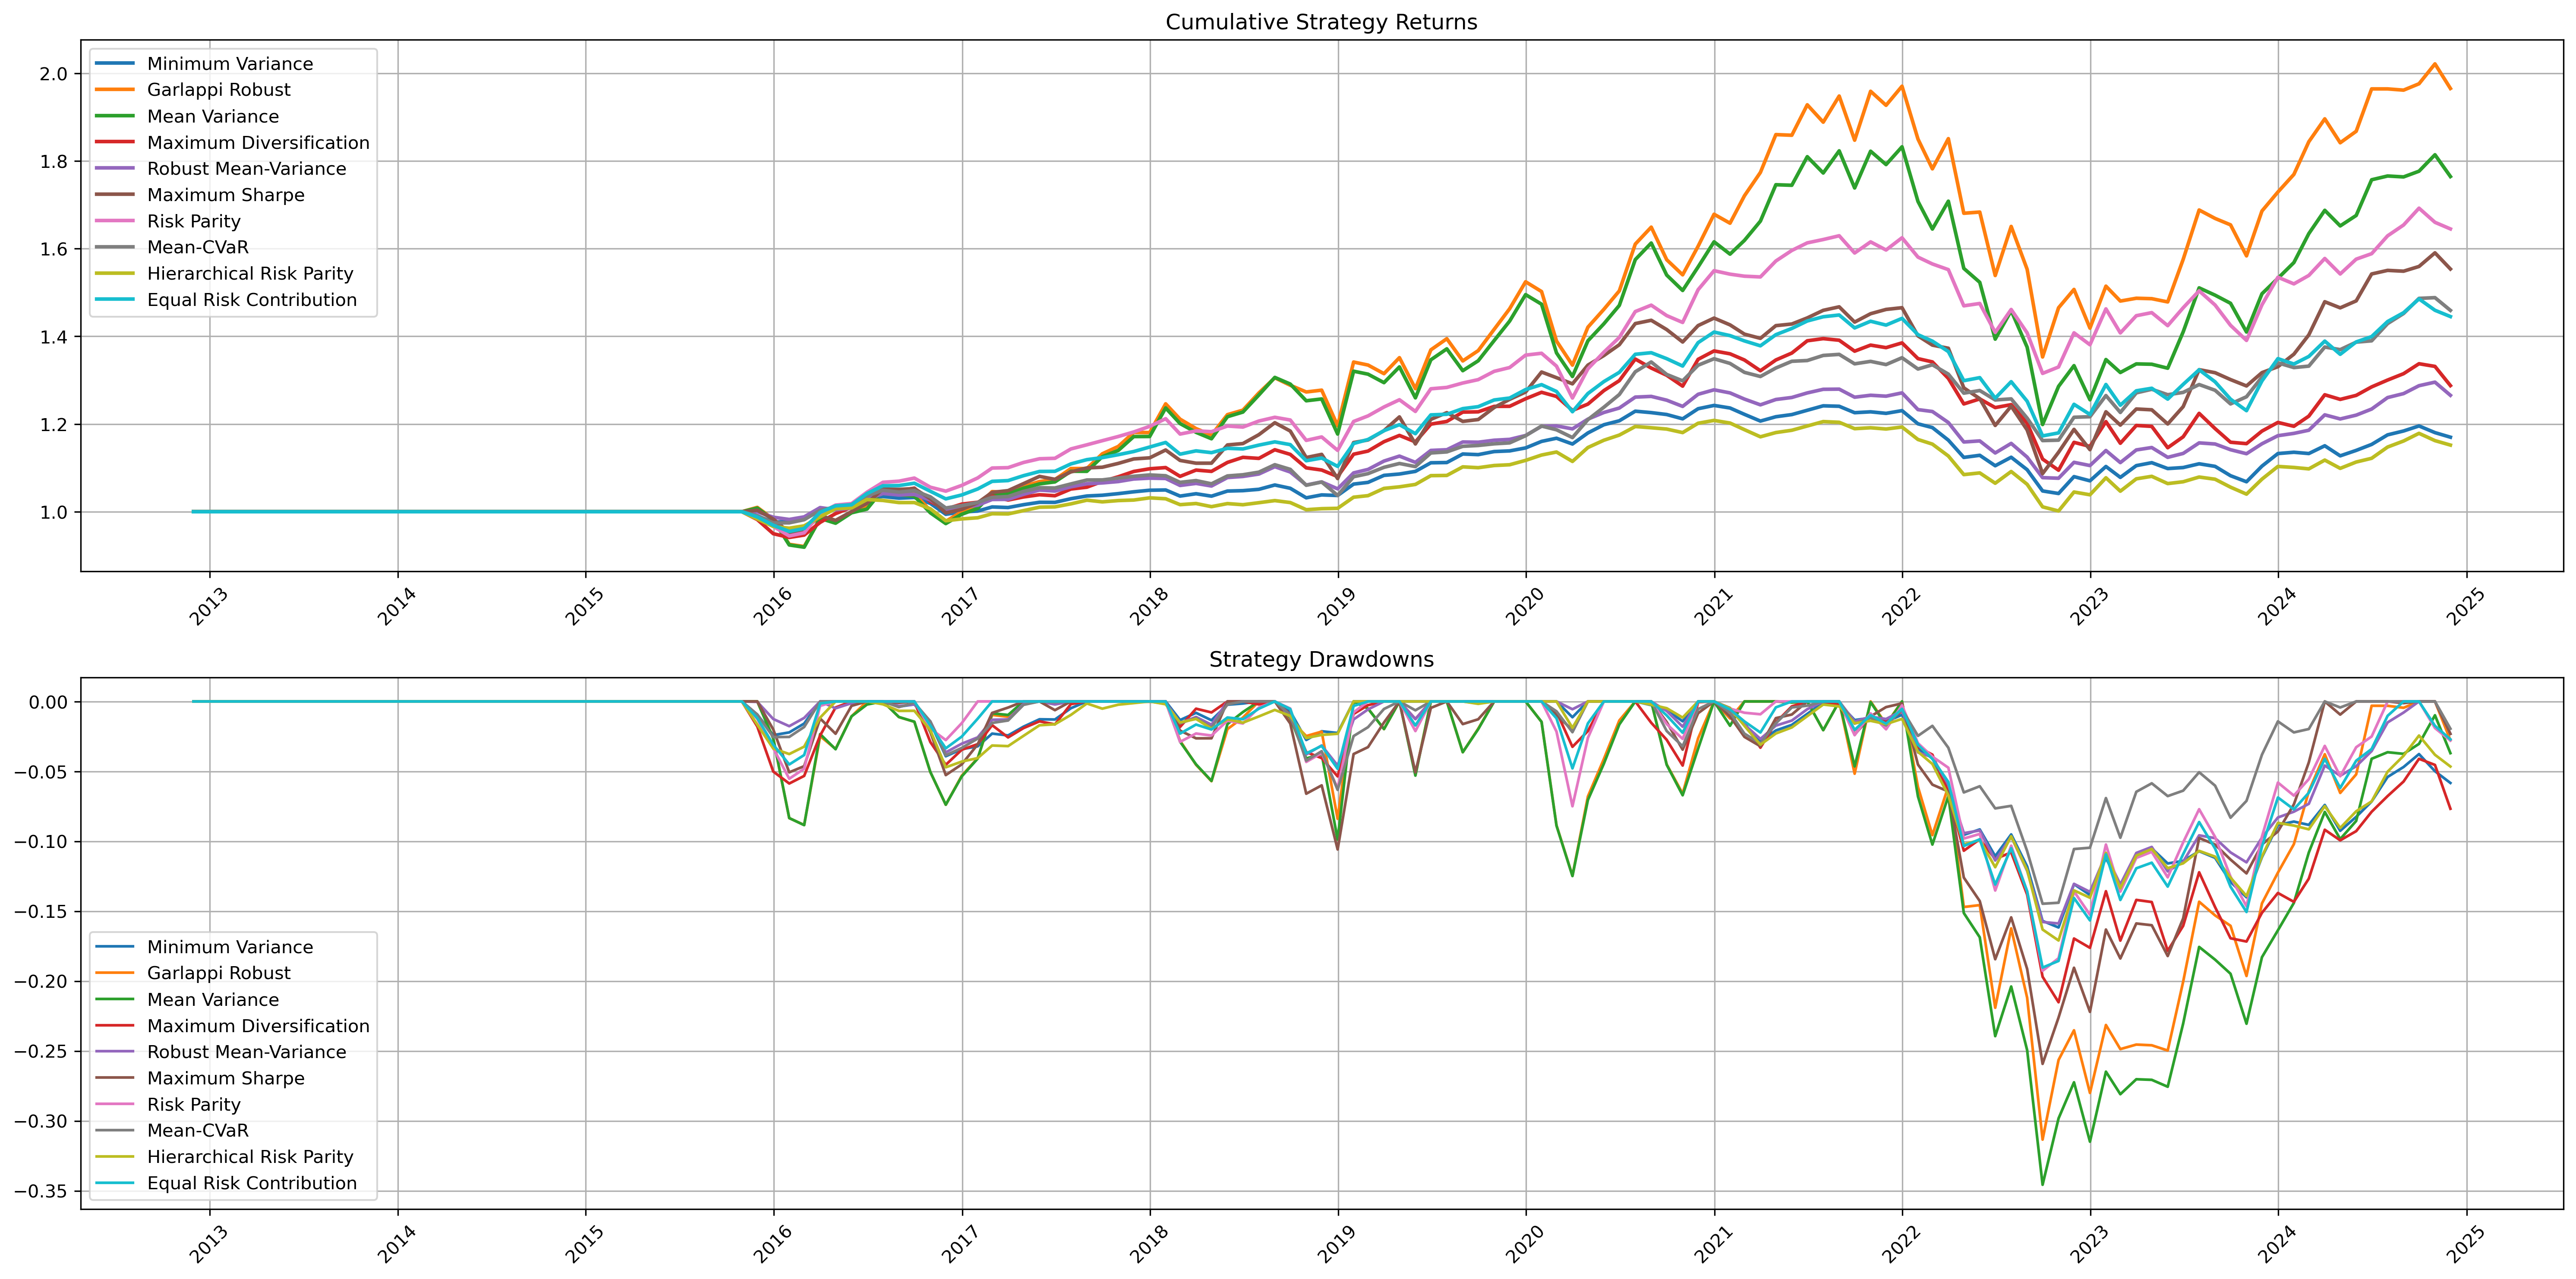 Cumulative Strategy Returns
Minimum Variance
Garlappi Robust
Mean Variance
Maximum Diversification
Robust Mean-Variance
Maximum Sharpe
Risk Parity
Mean-CVaR
Hierarchical Risk Parity
Equal Risk Contribution
2.0
1.8
1.6
1.4
1.2
1.0
2013 2014 2015 2016 2017 2018 2019 2020 2021 2022 2023 2024 2025
Strategy Drawdowns
0.00
−0.05
−0.10
−0.15
−0.20
−0.25
−0.30
−0.35
Minimum Variance
Garlappi Robust
Mean Variance
Maximum Diversification
Robust Mean-Variance
Maximum Sharpe
Risk Parity
Mean-CVaR
Hierarchical Risk Parity
Equal Risk Contribution
2013 2014 2015 2016 2017 2018 2019 2020 2021 2022 2023 2024 2025